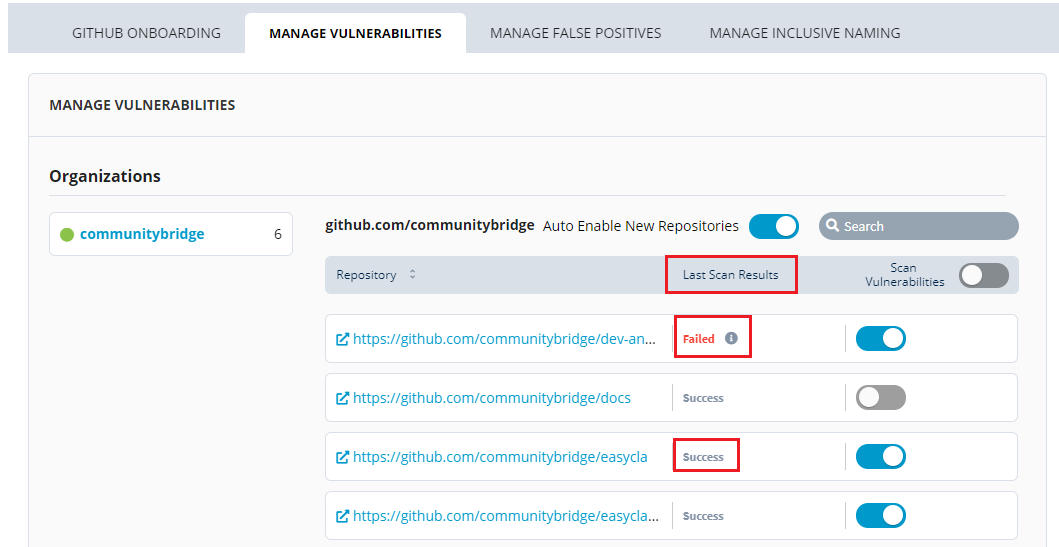 GITHUB ONBOARDING
MANAGE VULNERABILITIES
MANAGE FALSE POSITIVES
MANAGE INCLUSIVE NAMING
MANAGE VULNERABILITIES
Organizations
communitybridge 6
github.com/communitybridge Auto Enable New Repositories
Search
Repository
Last Scan Results
Scan
Vulnerabilities
https://github.com/communitybridge/dev-an...
Failed
https://github.com/communitybridge/docs
Success
https://github.com/communitybridge/easycla
Success
https://github.com/communitybridge/easycla...
Success